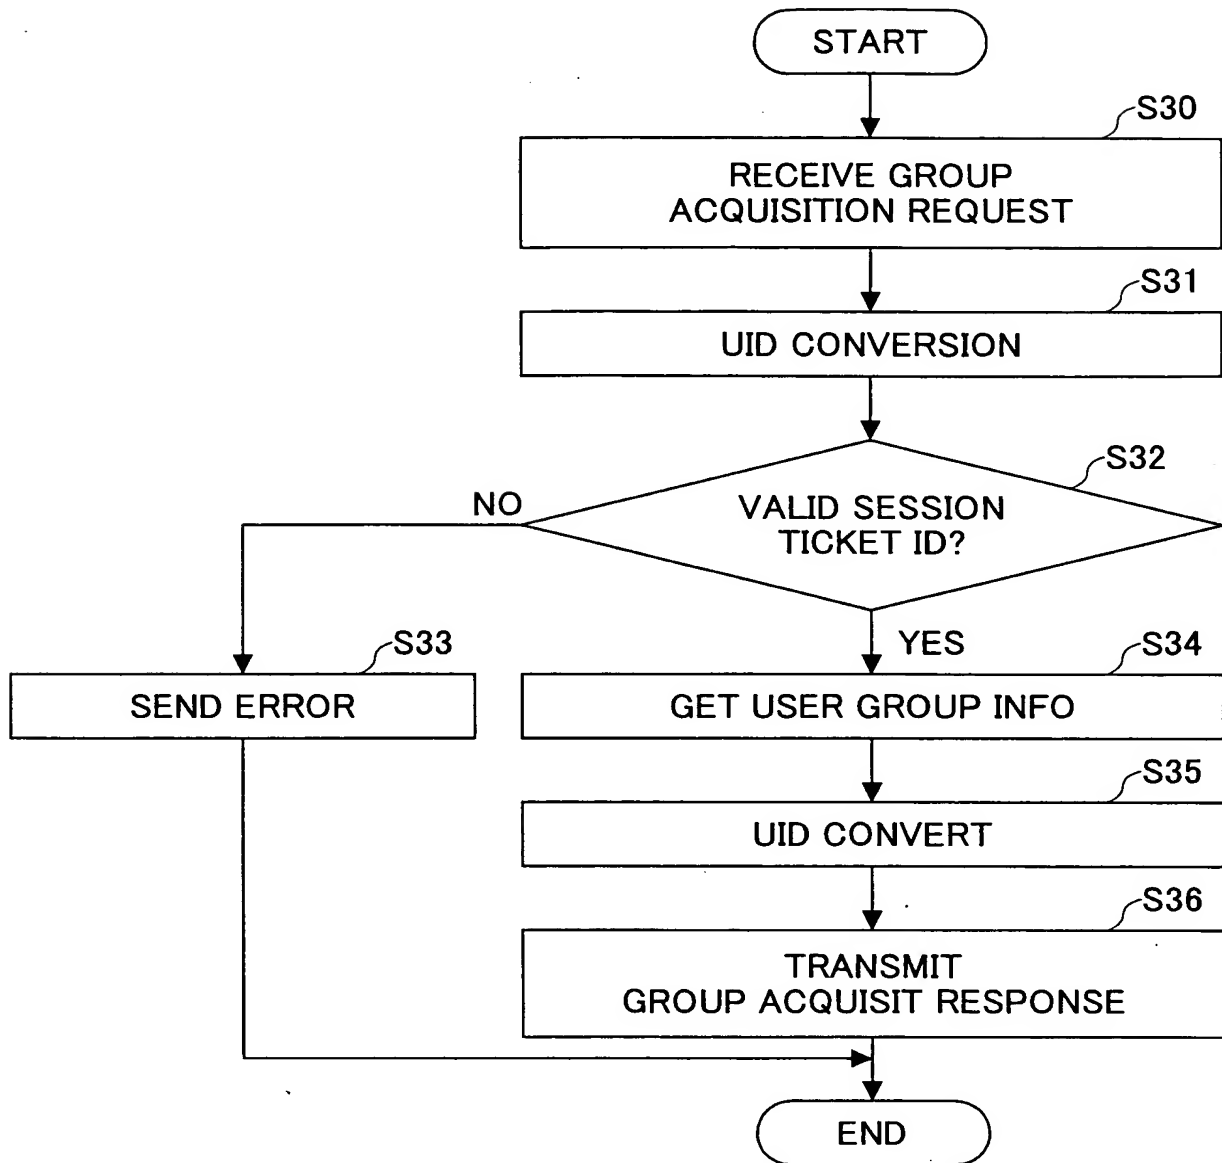 START
S30
RECEIVE GROUP
ACQUISITION REQUEST
S31
UID CONVERSION
S32
VALID SESSION
TICKET ID?
NO
YES
S33
SEND ERROR
S34
GET USER GROUP INFO
S35
UID CONVERT
S36
TRANSMIT
GROUP ACQUISIT RESPONSE
END